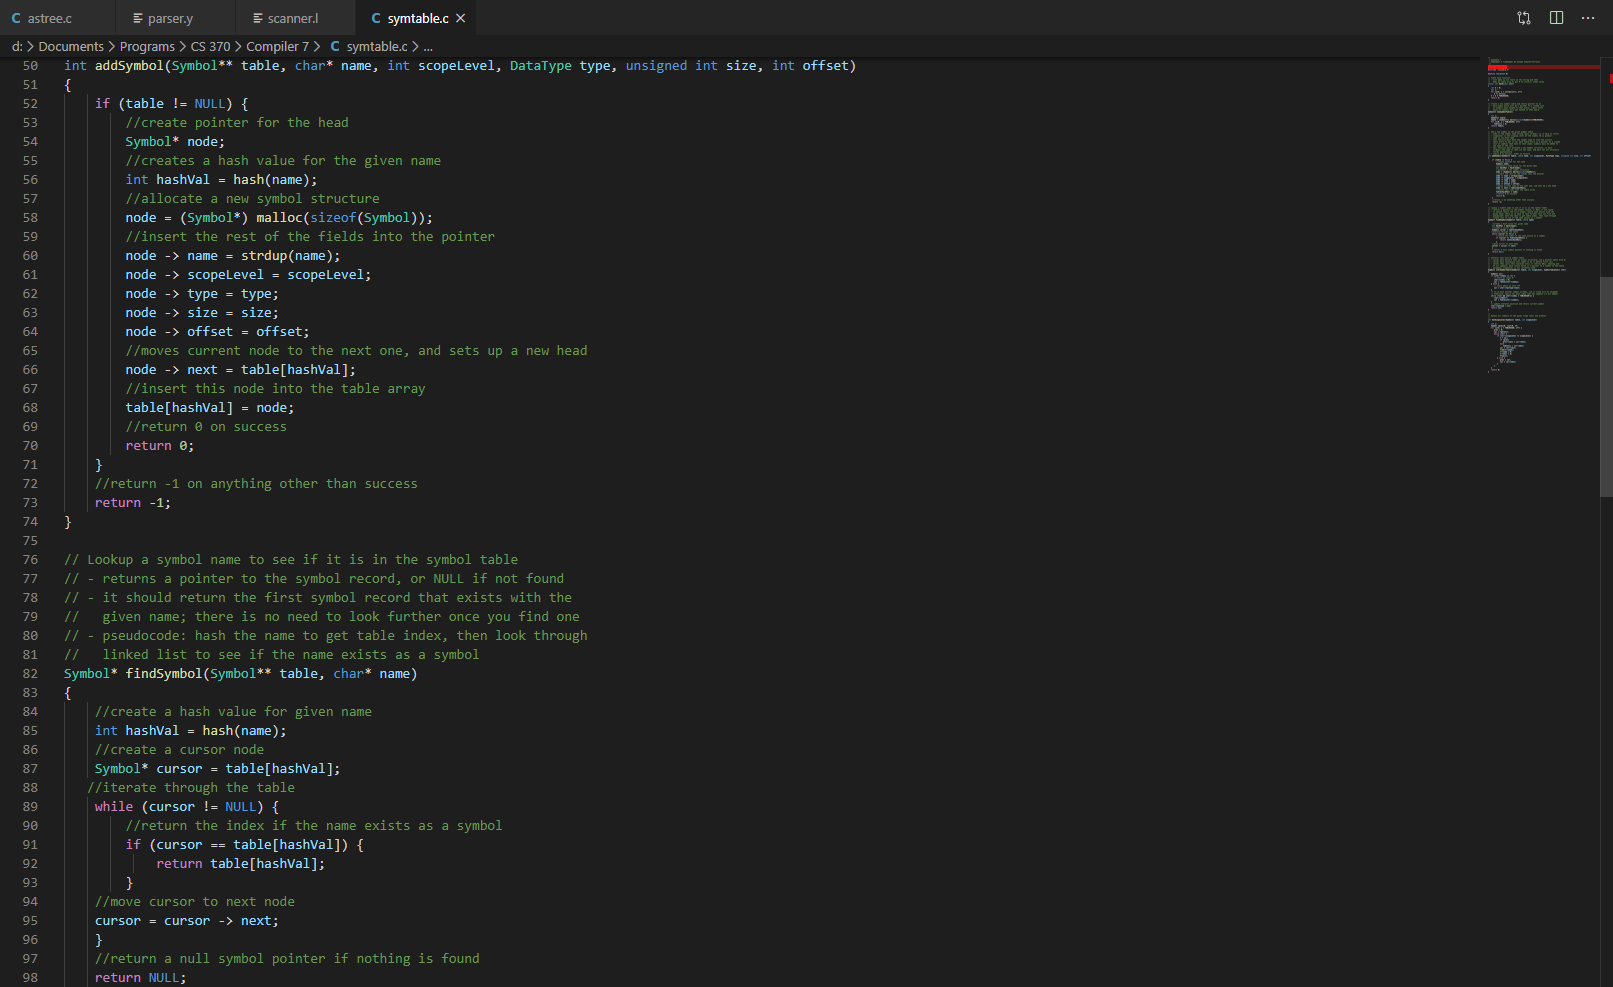 astree.c parser.y scanner.l symtable.c
d: > Documents > Programs > CS 370 > Compiler 7 > C symtable.c > ...
50 int addSymbol(Symbol** table, char* name, int scopeLevel, DataType type, unsigned int size, int offset)
51 {
52     if (table != NULL) {
53         //create pointer for the head
54         Symbol* node;
55         //creates a hash value for the given name
56         int hashVal = hash(name);
57         //allocate a new symbol structure
58         node = (Symbol*) malloc(sizeof(Symbol));
59         //insert the rest of the fields into the pointer
60         node -> name = strdup(name);
61         node -> scopeLevel = scopeLevel;
62         node -> type = type;
63         node -> size = size;
64         node -> offset = offset;
65         //moves current node to the next one, and sets up a new head
66         node -> next = table[hashVal];
67         //insert this node into the table array
68         table[hashVal] = node;
69         //return 0 on success
70         return 0;
71     }
72     //return -1 on anything other than success
73     return -1;
74 }
75
76 // Lookup a symbol name to see if it is in the symbol table
77 // - returns a pointer to the symbol record, or NULL if not found
78 // - it should return the first symbol record that exists with the
79 //   given name; there is no need to look further once you find one
80 // - pseudocode: hash the name to get table index, then look through
81 //   linked list to see if the name exists as a symbol
82 Symbol* findSymbol(Symbol** table, char* name)
83 {
84     //create a hash value for given name
85     int hashVal = hash(name);
86     //create a cursor node
87     Symbol* cursor = table[hashVal];
88    //iterate through the table
89     while (cursor != NULL) {
90         //return the index if the name exists as a symbol
91         if (cursor == table[hashVal]) {
92             return table[hashVal];
93         }
94     //move cursor to next node
95     cursor = cursor -> next;
96     }
97     //return a null symbol pointer if nothing is found
98     return NULL;